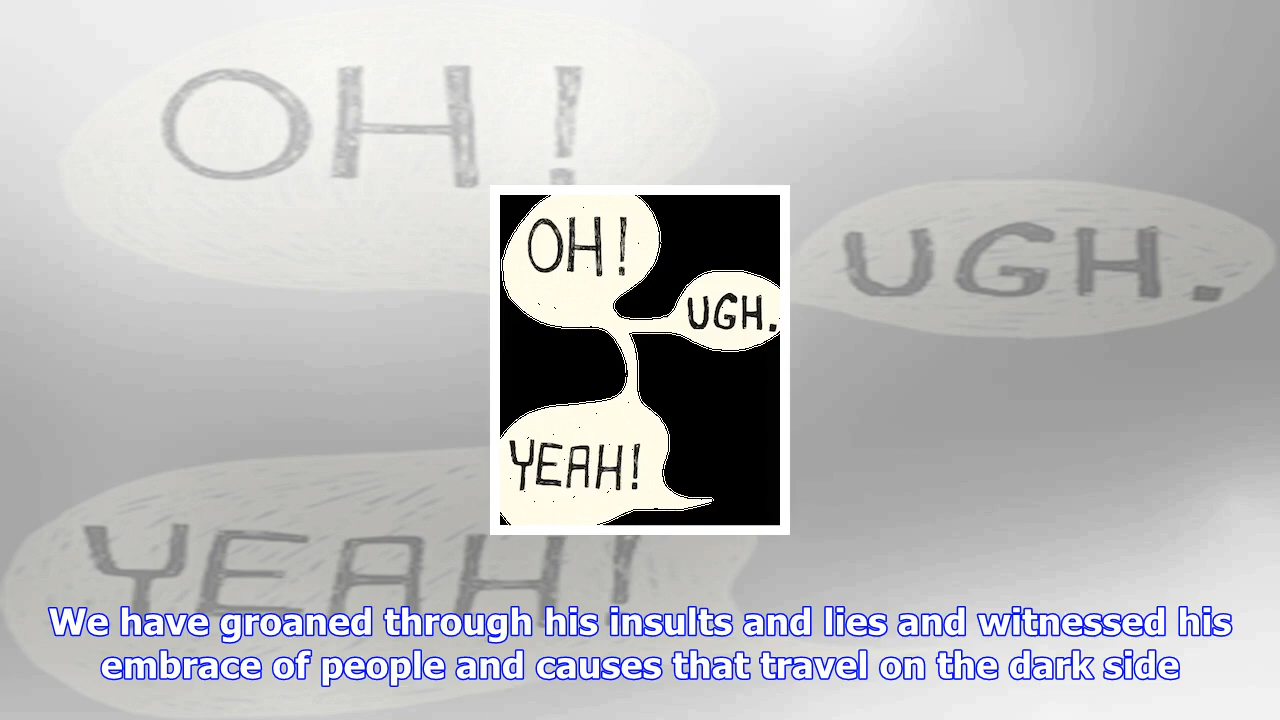 OH!
UGH.
YEAH!
OH!
UGH.
YEAH!
We have groaned through his insults and lies and witnessed his
embrace of people and causes that travel on the dark side